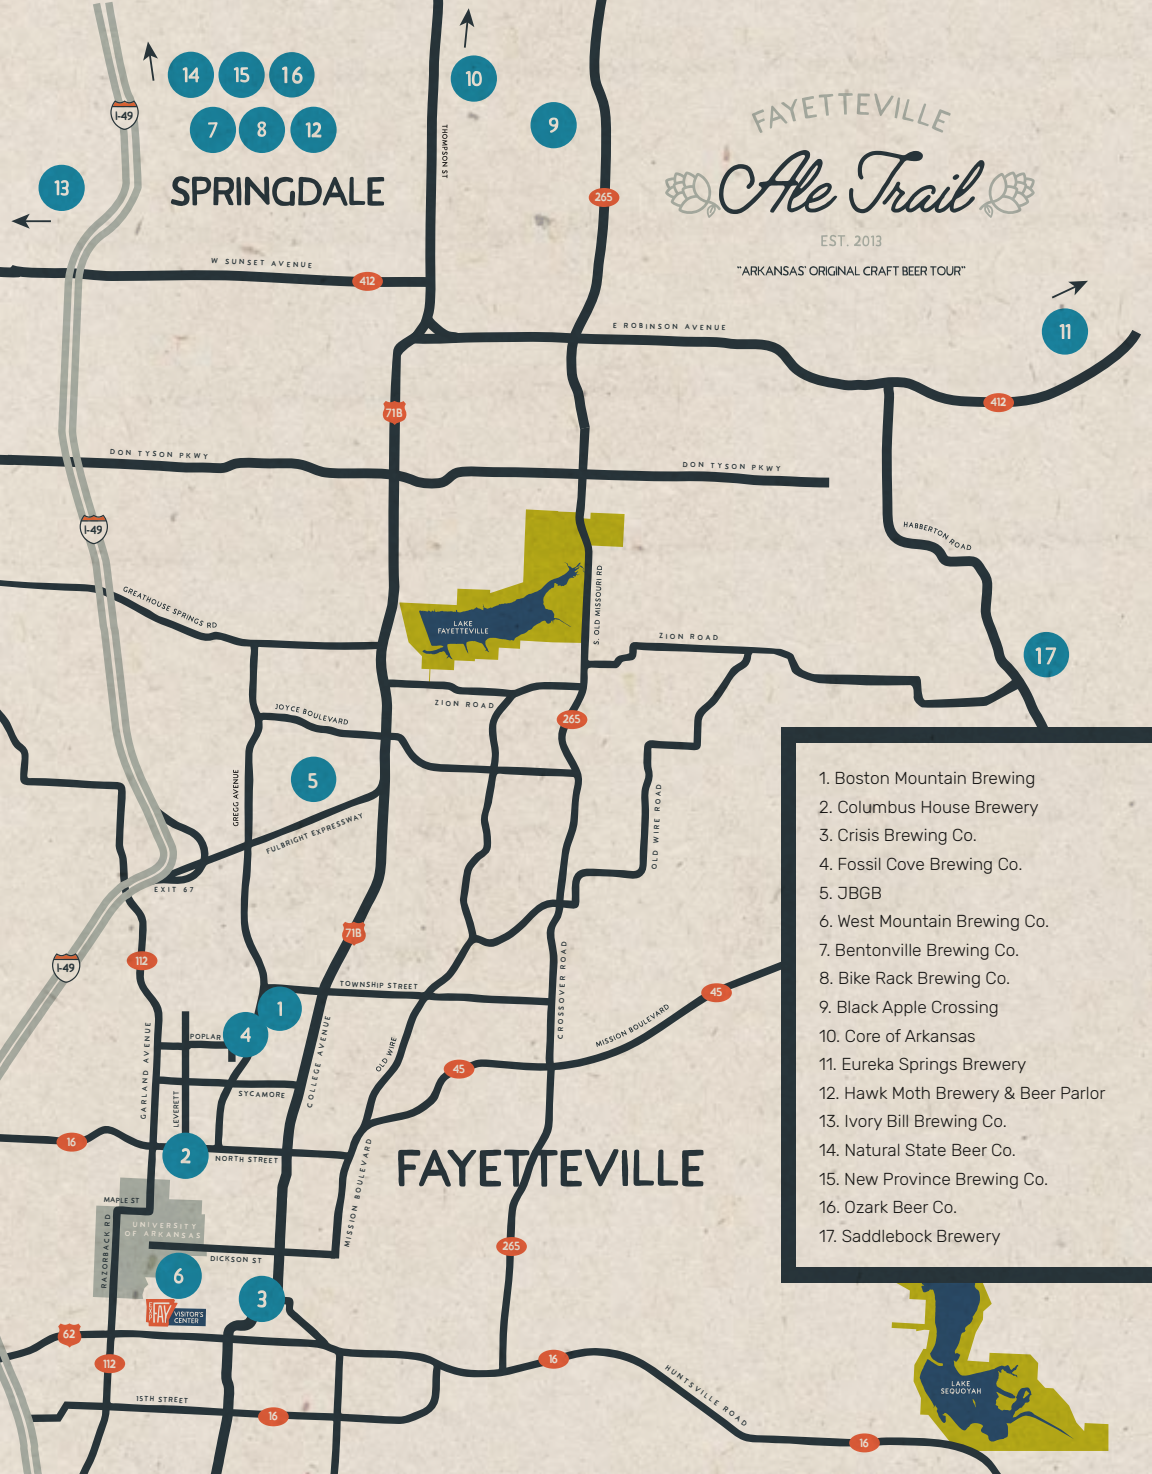 14
15
16
10
7
8
12
9
I-49
13
SPRINGDALE
THOMPSON ST
265
FAYETTEVILLE
Ale Trail
EST. 2013
"ARKANSAS' ORIGINAL CRAFT BEER TOUR"
W SUNSET AVENUE
412
E ROBINSON AVENUE
11
412
71B
DON TYSON PKWY
DON TYSON PKWY
I-49
HABBERTON ROAD
GREATHOUSE SPRINGS RD
LAKE
FAYETTEVILLE
S. OLD MISSOURI RD
ZION ROAD
17
ZION ROAD
JOYCE BOULEVARD
265
5
GREGG AVENUE
FULBRIGHT EXPRESSWAY
OLD WIRE ROAD
EXIT 67
1. Boston Mountain Brewing
2. Columbus House Brewery
3. Crisis Brewing Co.
4. Fossil Cove Brewing Co.
5. JBGB
6. West Mountain Brewing Co.
7. Bentonville Brewing Co.
8. Bike Rack Brewing Co.
9. Black Apple Crossing
10. Core of Arkansas
11. Eureka Springs Brewery
12. Hawk Moth Brewery & Beer Parlor
13. Ivory Bill Brewing Co.
14. Natural State Beer Co.
15. New Province Brewing Co.
16. Ozark Beer Co.
17. Saddlebock Brewery
71B
112
I-49
TOWNSHIP STREET
CROSSOVER ROAD
45
1
4
POPLAR
MISSION BOULEVARD
COLLEGE AVENUE
OLD WIRE
45
GARLAND AVENUE
LEVERETT
SYCAMORE
16
2
NORTH STREET
FAYETTEVILLE
MISSION BOULEVARD
MAPLE ST
UNIVERSITY
OF ARKANSAS
RAZORBACK RD
DICKSON ST
265
6
3
FAY
VISITOR'S
CENTER
62
112
16
HUNTSVILLE ROAD
LAKE
SEQUOYAH
15TH STREET
16
16